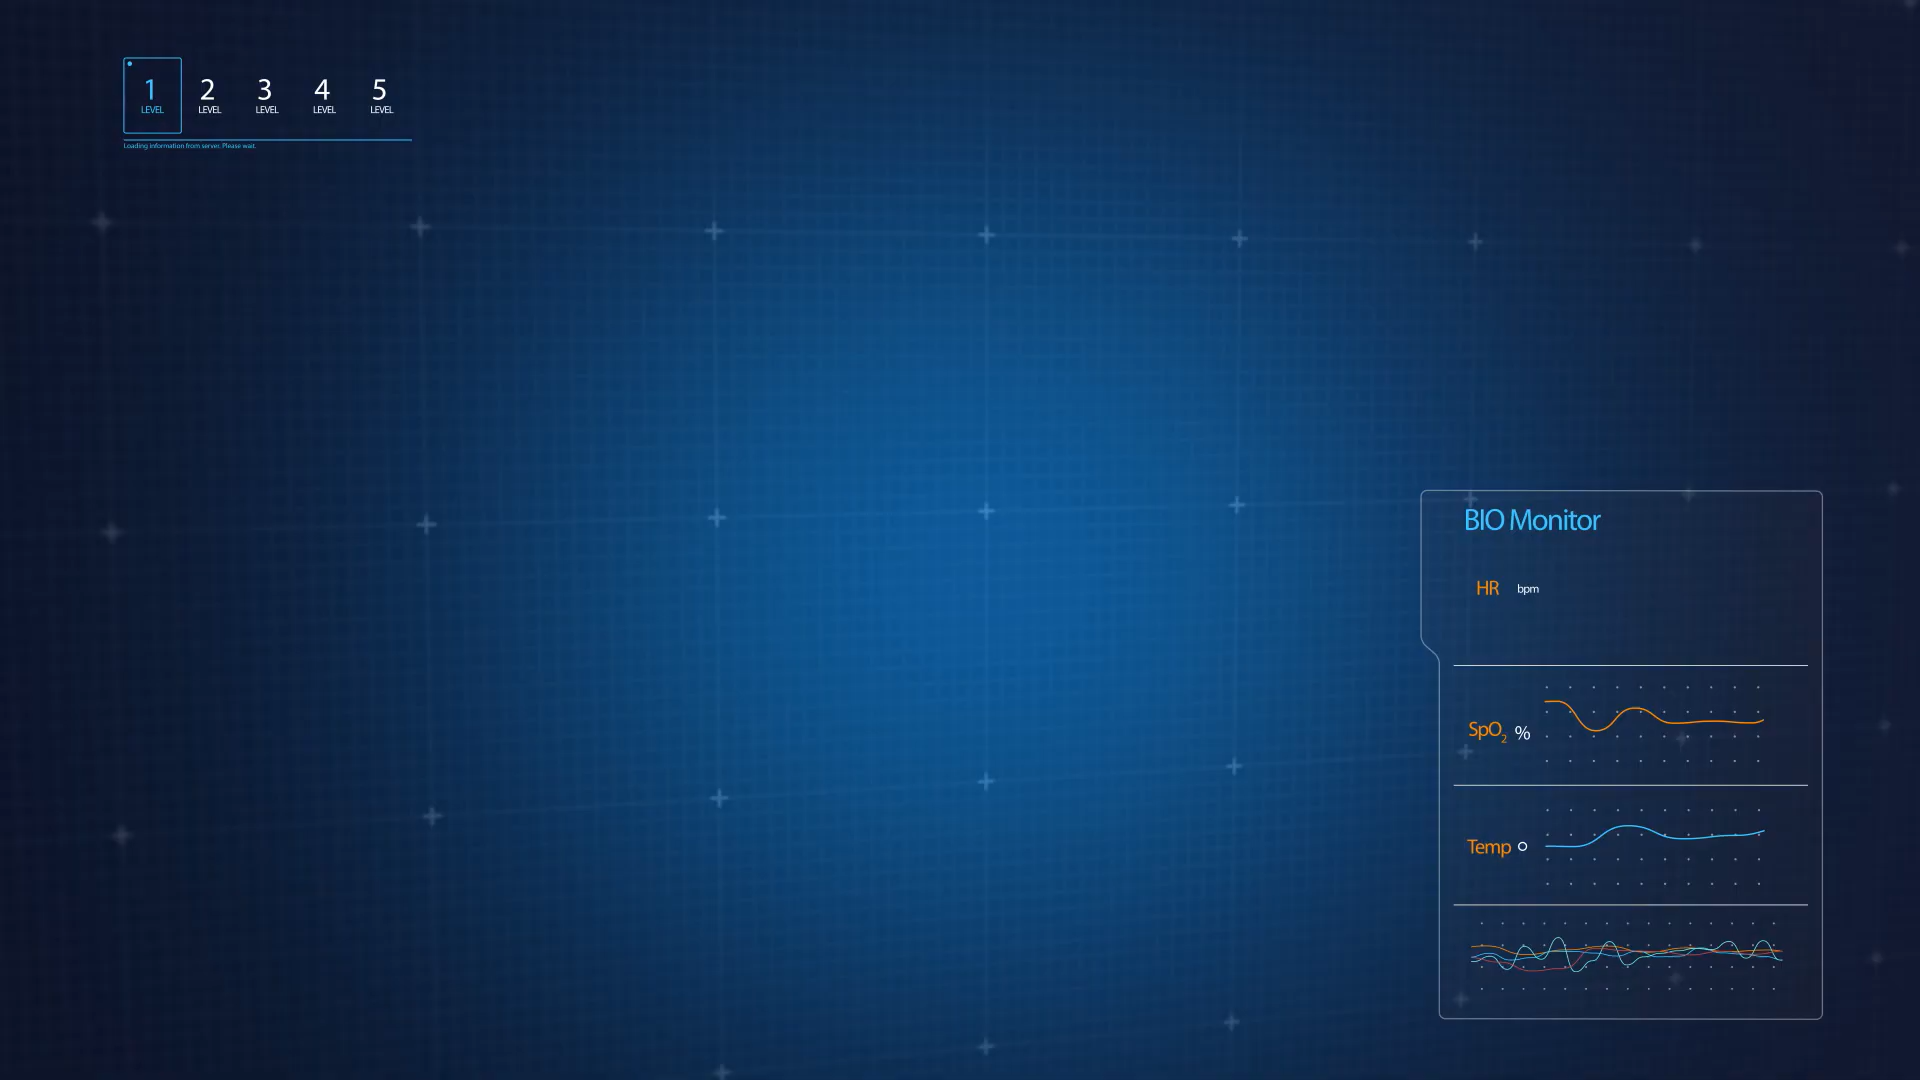 1 2 3 4 5
LEVEL LEVEL LEVEL LEVEL LEVEL
Loading information from server. Please wait.
BIO Monitor
HR bpm
SpO₂ %
Temp °